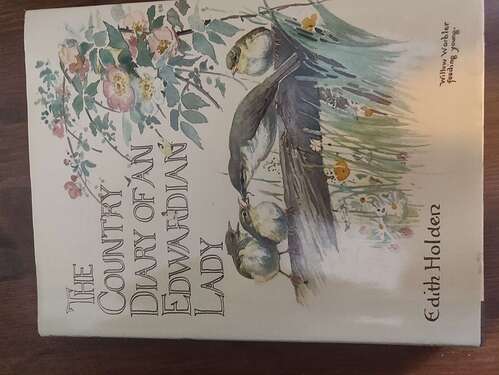 THE
COUNTRY
DIARY OF AN
EDWARDIAN
LADY
Willow Warbler
feeding young.
Edith Holden